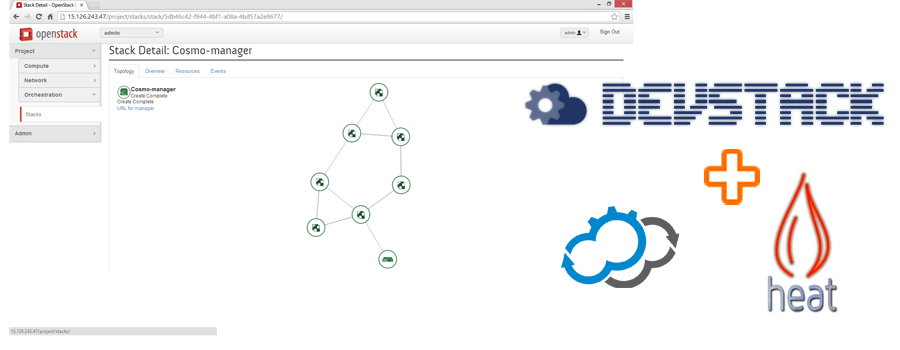 Stack Detail - OpenStack
15.126.243.47/project/stacks/stack/5db46c42-f944-4bf1-a08a-4bd57a2e8677/
openstack
admin
admin
Sign Out
Project
Compute
Network
Orchestration
Stacks
Admin
Stack Detail: Cosmo-manager
Topology Overview Resources Events
Cosmo-manager
Create Complete
Create Complete
URL for manager
15.126.243.47/project/stacks/
DEVSTACK
heat